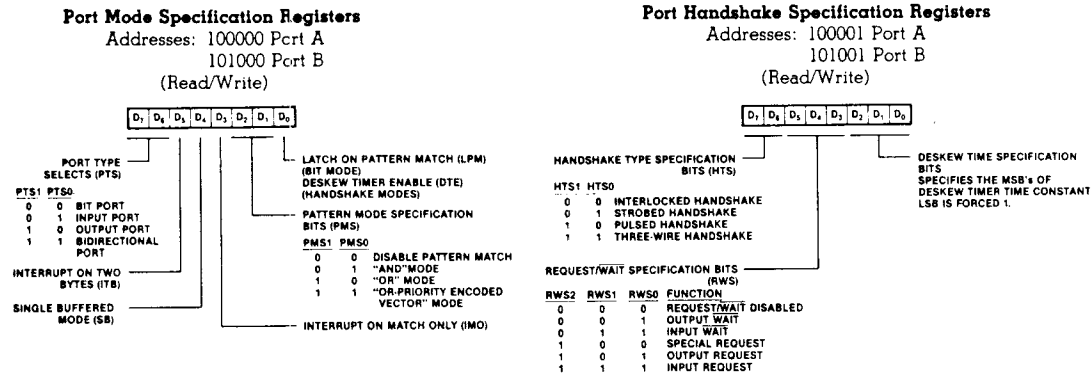 Port Mode Specification Registers
Addresses: 100000 Port A
101000 Port B
(Read/Write)
D7 D6 D5 D4 D3 D2 D1 D0
PORT TYPE
SELECTS (PTS)
PTS1 PTS0
0 0 BIT PORT
0 1 INPUT PORT
1 0 OUTPUT PORT
1 1 BIDIRECTIONAL
PORT
INTERRUPT ON TWO
BYTES (ITB)
SINGLE BUFFERED
MODE (SB)
LATCH ON PATTERN MATCH (LPM)
(BIT MODE)
DESKEW TIMER ENABLE (DTE)
(HANDSHAKE MODES)
PATTERN MODE SPECIFICATION
BITS (PMS)
PMS1 PMS0
0 0 DISABLE PATTERN MATCH
0 1 "AND" MODE
1 0 "OR" MODE
1 1 "OR-PRIORITY ENCODED
VECTOR" MODE
INTERRUPT ON MATCH ONLY (IMO)
Port Handshake Specification Registers
Addresses: 100001 Port A
101001 Port B
(Read/Write)
D7 D6 D5 D4 D3 D2 D1 D0
HANDSHAKE TYPE SPECIFICATION
BITS (HTS)
HTS1 HTS0
0 0 INTERLOCKED HANDSHAKE
0 1 STROBED HANDSHAKE
1 0 PULSED HANDSHAKE
1 1 THREE-WIRE HANDSHAKE
REQUEST/WAIT SPECIFICATION BITS
(RWS)
RWS2 RWS1 RWS0 FUNCTION
0 0 0 REQUEST/WAIT DISABLED
0 0 1 OUTPUT WAIT
0 1 1 INPUT WAIT
1 0 0 SPECIAL REQUEST
1 0 1 OUTPUT REQUEST
1 1 1 INPUT REQUEST
DESKEW TIME SPECIFICATION
BITS
SPECIFIES THE MSB's OF
DESKEW TIMER TIME CONSTANT
LSB IS FORCED 1.